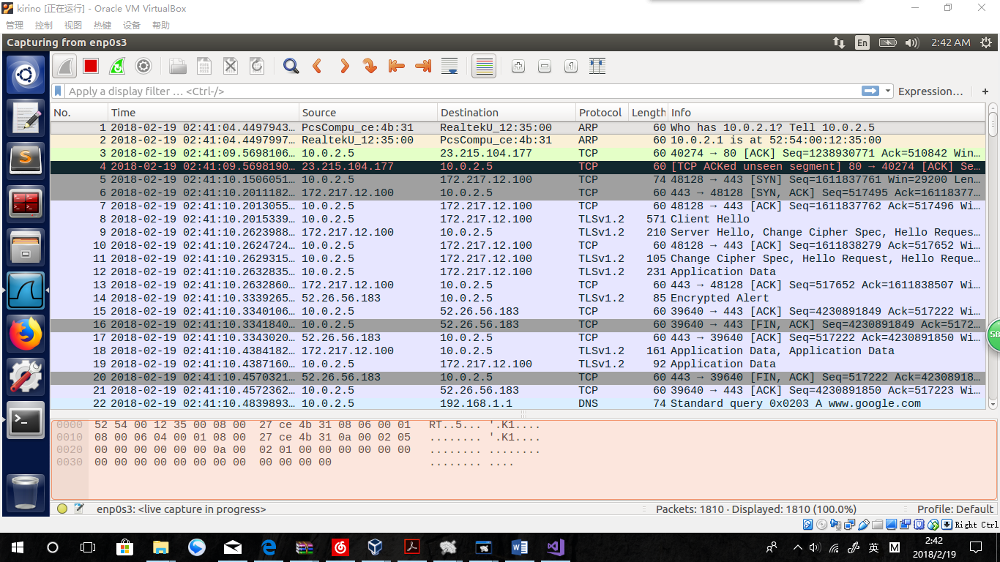 kirino [正在运行] - Oracle VM VirtualBox
管理 控制 视图 热键 设备 帮助
Capturing from enp0s3 En 2:42 AM
Apply a display filter … <Ctrl-/> Expression… +
No. Time Source Destination Protocol Length Info
1 2018-02-19 02:41:04.4497943… PcsCompu_ce:4b:31 RealtekU_12:35:00 ARP 60 Who has 10.0.2.1? Tell 10.0.2.5
2 2018-02-19 02:41:04.4497997… RealtekU_12:35:00 PcsCompu_ce:4b:31 ARP 60 10.0.2.1 is at 52:54:00:12:35:00
3 2018-02-19 02:41:09.5698106… 10.0.2.5 23.215.104.177 TCP 60 40274 → 80 [ACK] Seq=1238930771 Ack=510842 Win…
4 2018-02-19 02:41:09.5698190… 23.215.104.177 10.0.2.5 TCP 60 [TCP ACKed unseen segment] 80 → 40274 [ACK] Se…
5 2018-02-19 02:41:10.1506051… 10.0.2.5 172.217.12.100 TCP 74 48128 → 443 [SYN] Seq=1611837761 Win=29200 Len…
6 2018-02-19 02:41:10.2011182… 172.217.12.100 10.0.2.5 TCP 60 443 → 48128 [SYN, ACK] Seq=517495 Ack=16118377…
7 2018-02-19 02:41:10.2013055… 10.0.2.5 172.217.12.100 TCP 60 48128 → 443 [ACK] Seq=1611837762 Ack=517496 Wi…
8 2018-02-19 02:41:10.2015339… 10.0.2.5 172.217.12.100 TLSv1.2 571 Client Hello
9 2018-02-19 02:41:10.2623988… 172.217.12.100 10.0.2.5 TLSv1.2 210 Server Hello, Change Cipher Spec, Hello Reques…
10 2018-02-19 02:41:10.2624724… 10.0.2.5 172.217.12.100 TCP 60 48128 → 443 [ACK] Seq=1611838279 Ack=517652 Wi…
11 2018-02-19 02:41:10.2629315… 10.0.2.5 172.217.12.100 TLSv1.2 105 Change Cipher Spec, Hello Request, Hello Reque…
12 2018-02-19 02:41:10.2632835… 10.0.2.5 172.217.12.100 TLSv1.2 231 Application Data
13 2018-02-19 02:41:10.2632860… 172.217.12.100 10.0.2.5 TCP 60 443 → 48128 [ACK] Seq=517652 Ack=1611838507 Wi…
14 2018-02-19 02:41:10.3339265… 52.26.56.183 10.0.2.5 TLSv1.2 85 Encrypted Alert
15 2018-02-19 02:41:10.3340106… 10.0.2.5 52.26.56.183 TCP 60 39640 → 443 [ACK] Seq=4230891849 Ack=517222 Wi…
16 2018-02-19 02:41:10.3341840… 10.0.2.5 52.26.56.183 TCP 60 39640 → 443 [FIN, ACK] Seq=4230891849 Ack=5172…
17 2018-02-19 02:41:10.3343020… 52.26.56.183 10.0.2.5 TCP 60 443 → 39640 [ACK] Seq=517222 Ack=4230891850 Wi…
18 2018-02-19 02:41:10.4384182… 172.217.12.100 10.0.2.5 TLSv1.2 161 Application Data, Application Data
19 2018-02-19 02:41:10.4387160… 10.0.2.5 172.217.12.100 TLSv1.2 92 Application Data
20 2018-02-19 02:41:10.4570321… 52.26.56.183 10.0.2.5 TCP 60 443 → 39640 [FIN, ACK] Seq=517222 Ack=42308918…
21 2018-02-19 02:41:10.4572362… 10.0.2.5 52.26.56.183 TCP 60 39640 → 443 [ACK] Seq=4230891850 Ack=517223 Wi…
22 2018-02-19 02:41:10.4839893… 10.0.2.5 192.168.1.1 DNS 74 Standard query 0x0203 A www.google.com
58
0000 52 54 00 12 35 00 08 00 27 ce 4b 31 08 06 00 01 RT..5... '.K1....
0010 08 00 06 04 00 01 08 00 27 ce 4b 31 0a 00 02 05 ........ '.K1....
0020 00 00 00 00 00 00 0a 00 02 01 00 00 00 00 00 00 ........ ........
0030 00 00 00 00 00 00 00 00 00 00 00 00 ........ ....
enp0s3: <live capture in progress> Packets: 1810 · Displayed: 1810 (100.0%) Profile: Default
Right Ctrl
英 M 2:42
2018/2/19